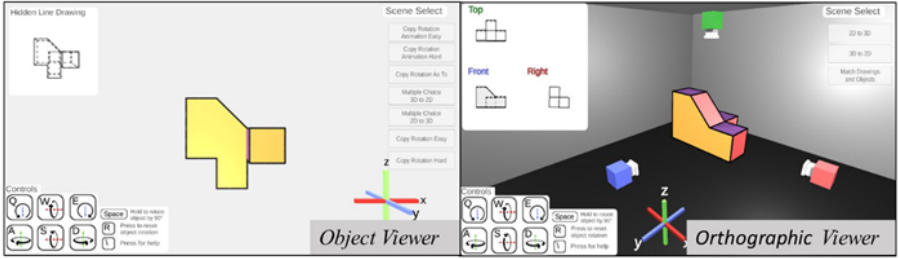 Hidden Line Drawing
Scene Select
Copy Rotation
Animation Easy
Copy Rotation
Animation Hard
Copy Rotation As To
Multiple Choice
3D to 2D
Multiple Choice
2D to 3D
Copy Rotation Easy
Copy Rotation Hard
z
x
y
Controls
Q W E
A S D
Space Hold to rotate
object by 90°
R Press to reset
object rotation
\ Press for help
Object Viewer
Top
Front Right
Scene Select
2D to 3D
3D to 2D
Match Drawings
and Objects
Controls
Q W E
A S D
Space Hold to rotate
object by 90°
R Press to reset
object rotation
\ Press for help
z
y
Orthographic Viewer